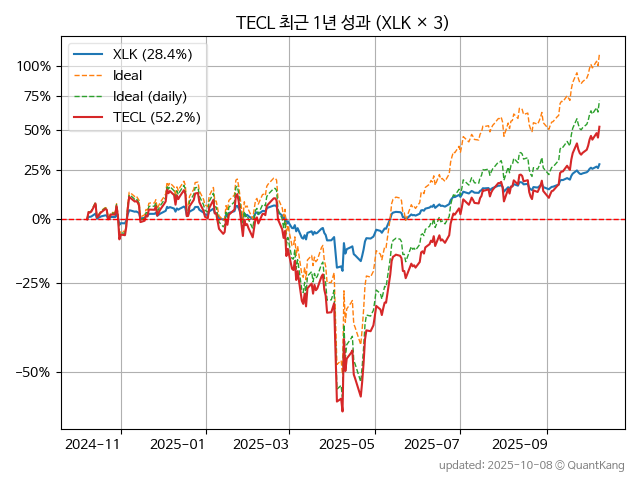 TECL 최근 1년 성과 (XLK × 3)
XLK (28.4%)
Ideal
Ideal (daily)
TECL (52.2%)
100%
75%
50%
25%
0%
−25%
−50%
2024-11
2025-01
2025-03
2025-05
2025-07
2025-09
updated: 2025-10-08 © QuantKang